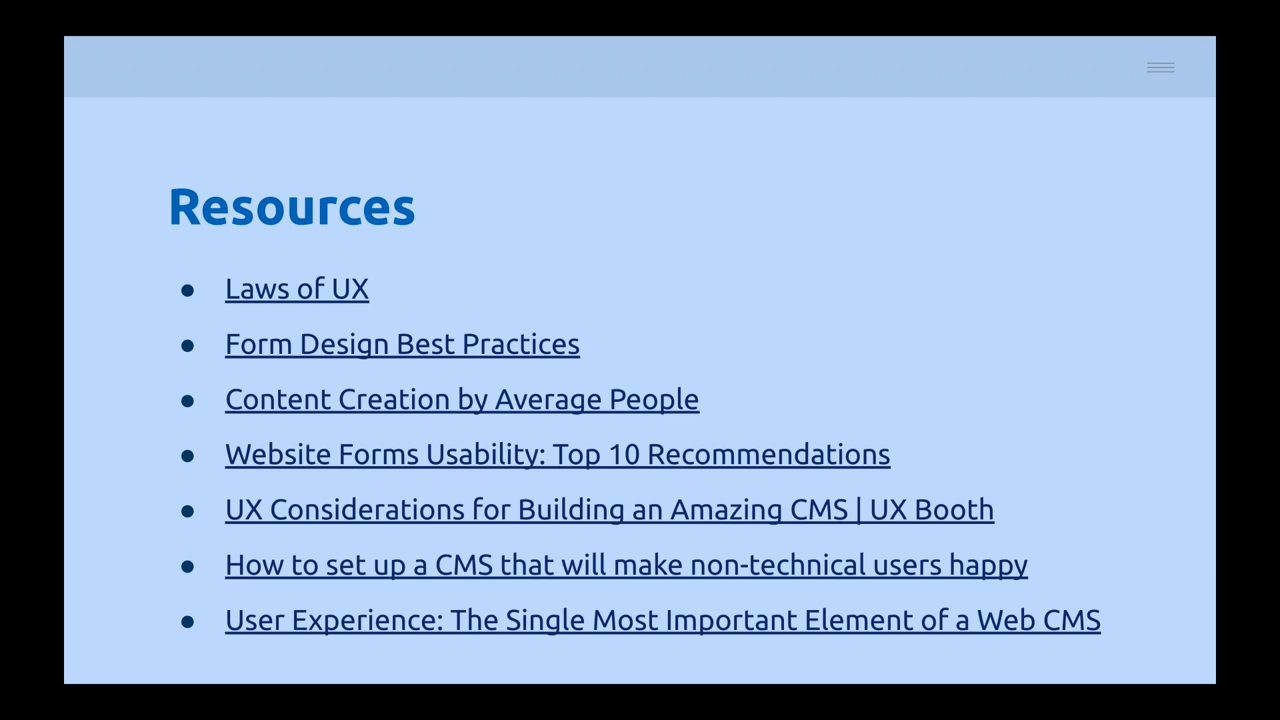 Resources
● Laws of UX
● Form Design Best Practices
● Content Creation by Average People
● Website Forms Usability: Top 10 Recommendations
● UX Considerations for Building an Amazing CMS | UX Booth
● How to set up a CMS that will make non-technical users happy
● User Experience: The Single Most Important Element of a Web CMS